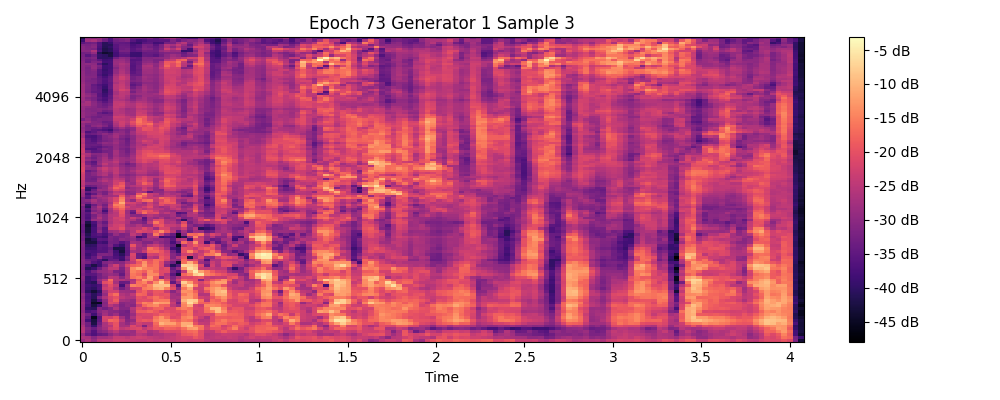 Epoch 73 Generator 1 Sample 3
Hz
4096
2048
1024
512
0
0 0.5 1 1.5 2 2.5 3 3.5 4
Time
-5 dB
-10 dB
-15 dB
-20 dB
-25 dB
-30 dB
-35 dB
-40 dB
-45 dB